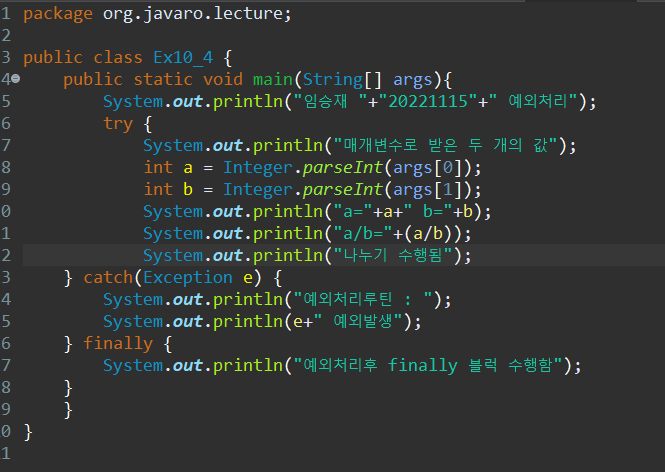 1 package org.javaro.lecture;
2
3 public class Ex10_4 {
4 public static void main(String[] args){
5 System.out.println("임승재 "+"20221115"+" 예외처리");
6 try {
7 System.out.println("매개변수로 받은 두 개의 값");
8 int a = Integer.parseInt(args[0]);
9 int b = Integer.parseInt(args[1]);
0 System.out.println("a="+a+" b="+b);
1 System.out.println("a/b="+(a/b));
2 System.out.println("나누기 수행됨");
3 } catch(Exception e) {
4 System.out.println("예외처리루틴 : ");
5 System.out.println(e+" 예외발생");
6 } finally {
7 System.out.println("예외처리후 finally 블럭 수행함");
8 }
9 }
0 }
1